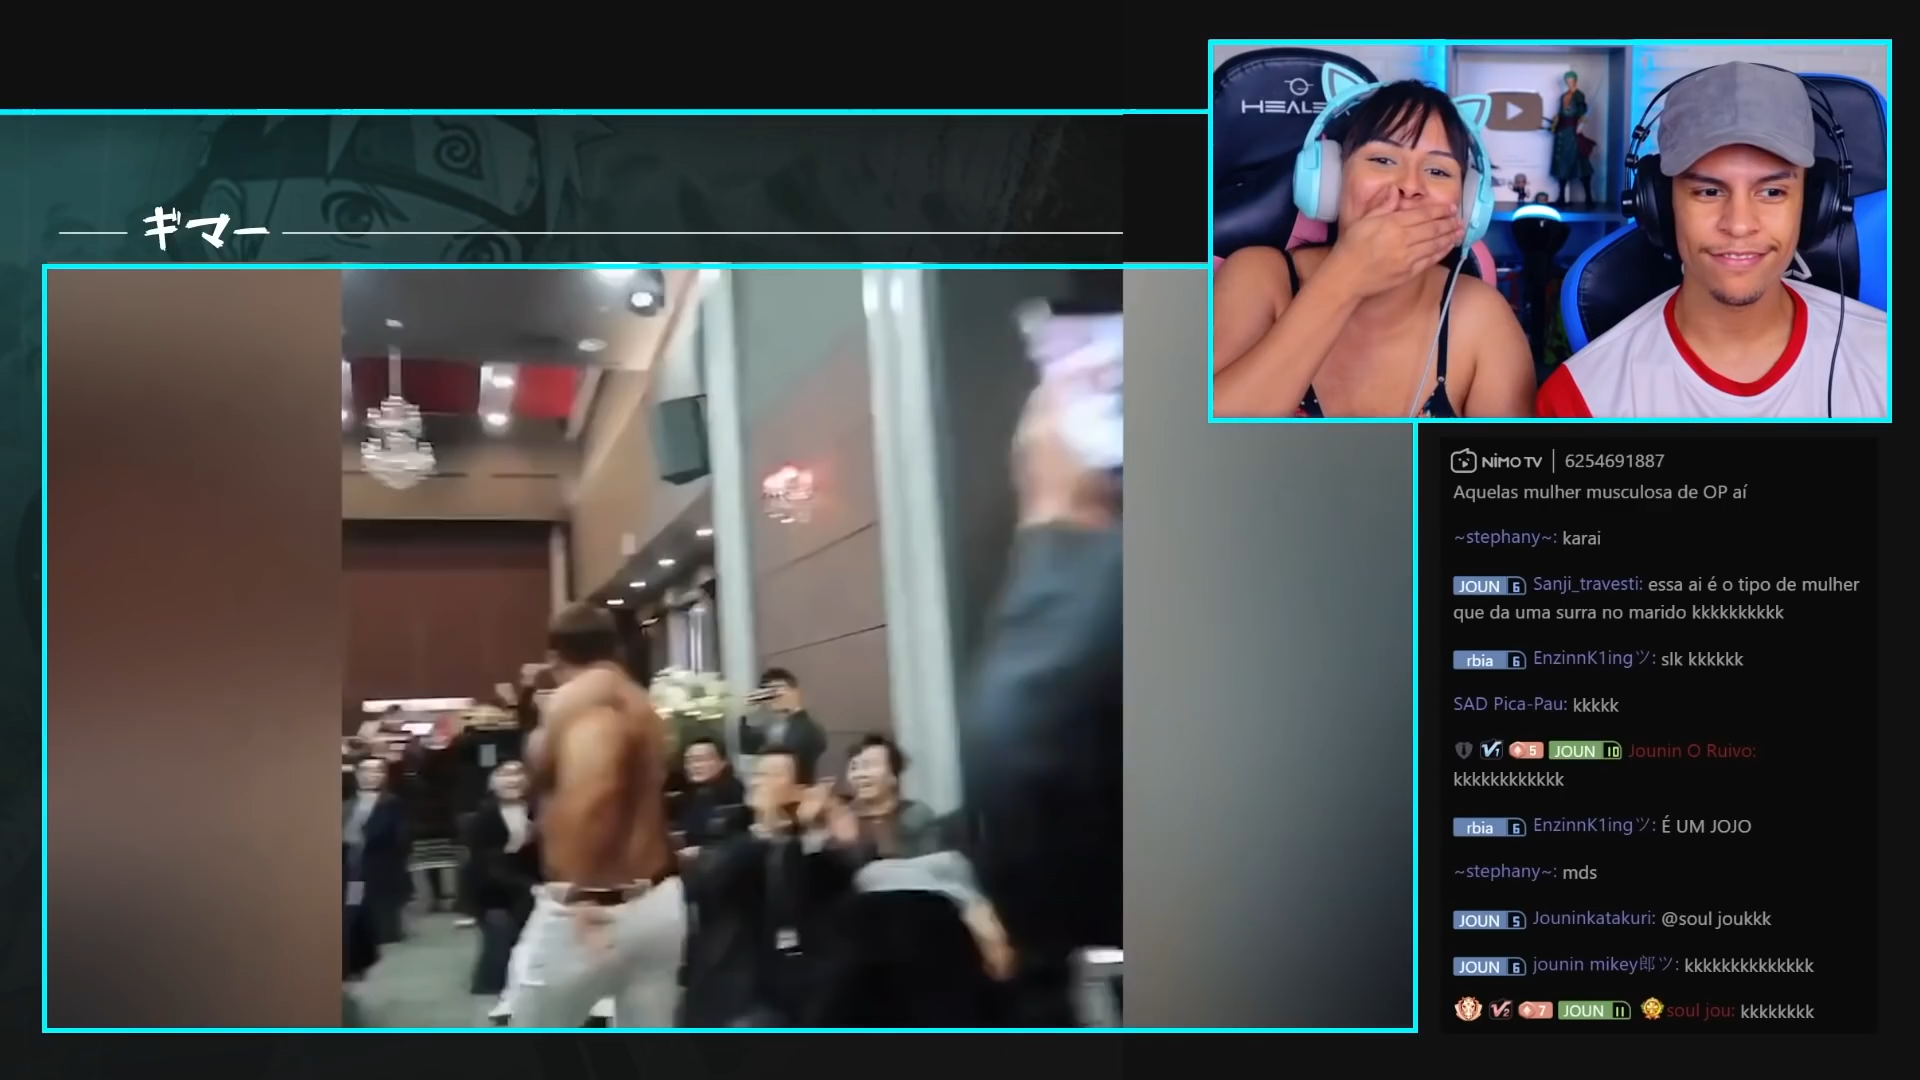 ギマー
HEALE
NIMO TV | 6254691887
Aquelas mulher musculosa de OP aí
~stephany~: karai
JOUN 6 Sanji_travesti: essa ai é o tipo de mulher
que da uma surra no marido kkkkkkkkkk
rbia 6 EnzinnK1ingツ: slk kkkkkk
SAD Pica-Pau: kkkkk
V1 5 JOUN 10 Jounin O Ruivo:
kkkkkkkkkkkk
rbia 6 EnzinnK1ingツ: É UM JOJO
~stephany~: mds
JOUN 5 Jouninkatakuri: @soul joukkk
JOUN 6 jounin mikey郎ツ: kkkkkkkkkkkkkk
V2 7 JOUN 11 soul jou: kkkkkkkk